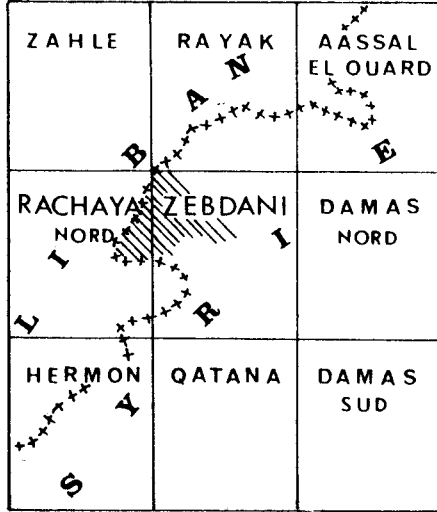 ZAHLE
RAYAK
AASSAL
EL OUARD
RACHAYA
NORD
ZEBDANI
DAMAS
NORD
HERMON
QATANA
DAMAS
SUD
LIBAN
SYRIE